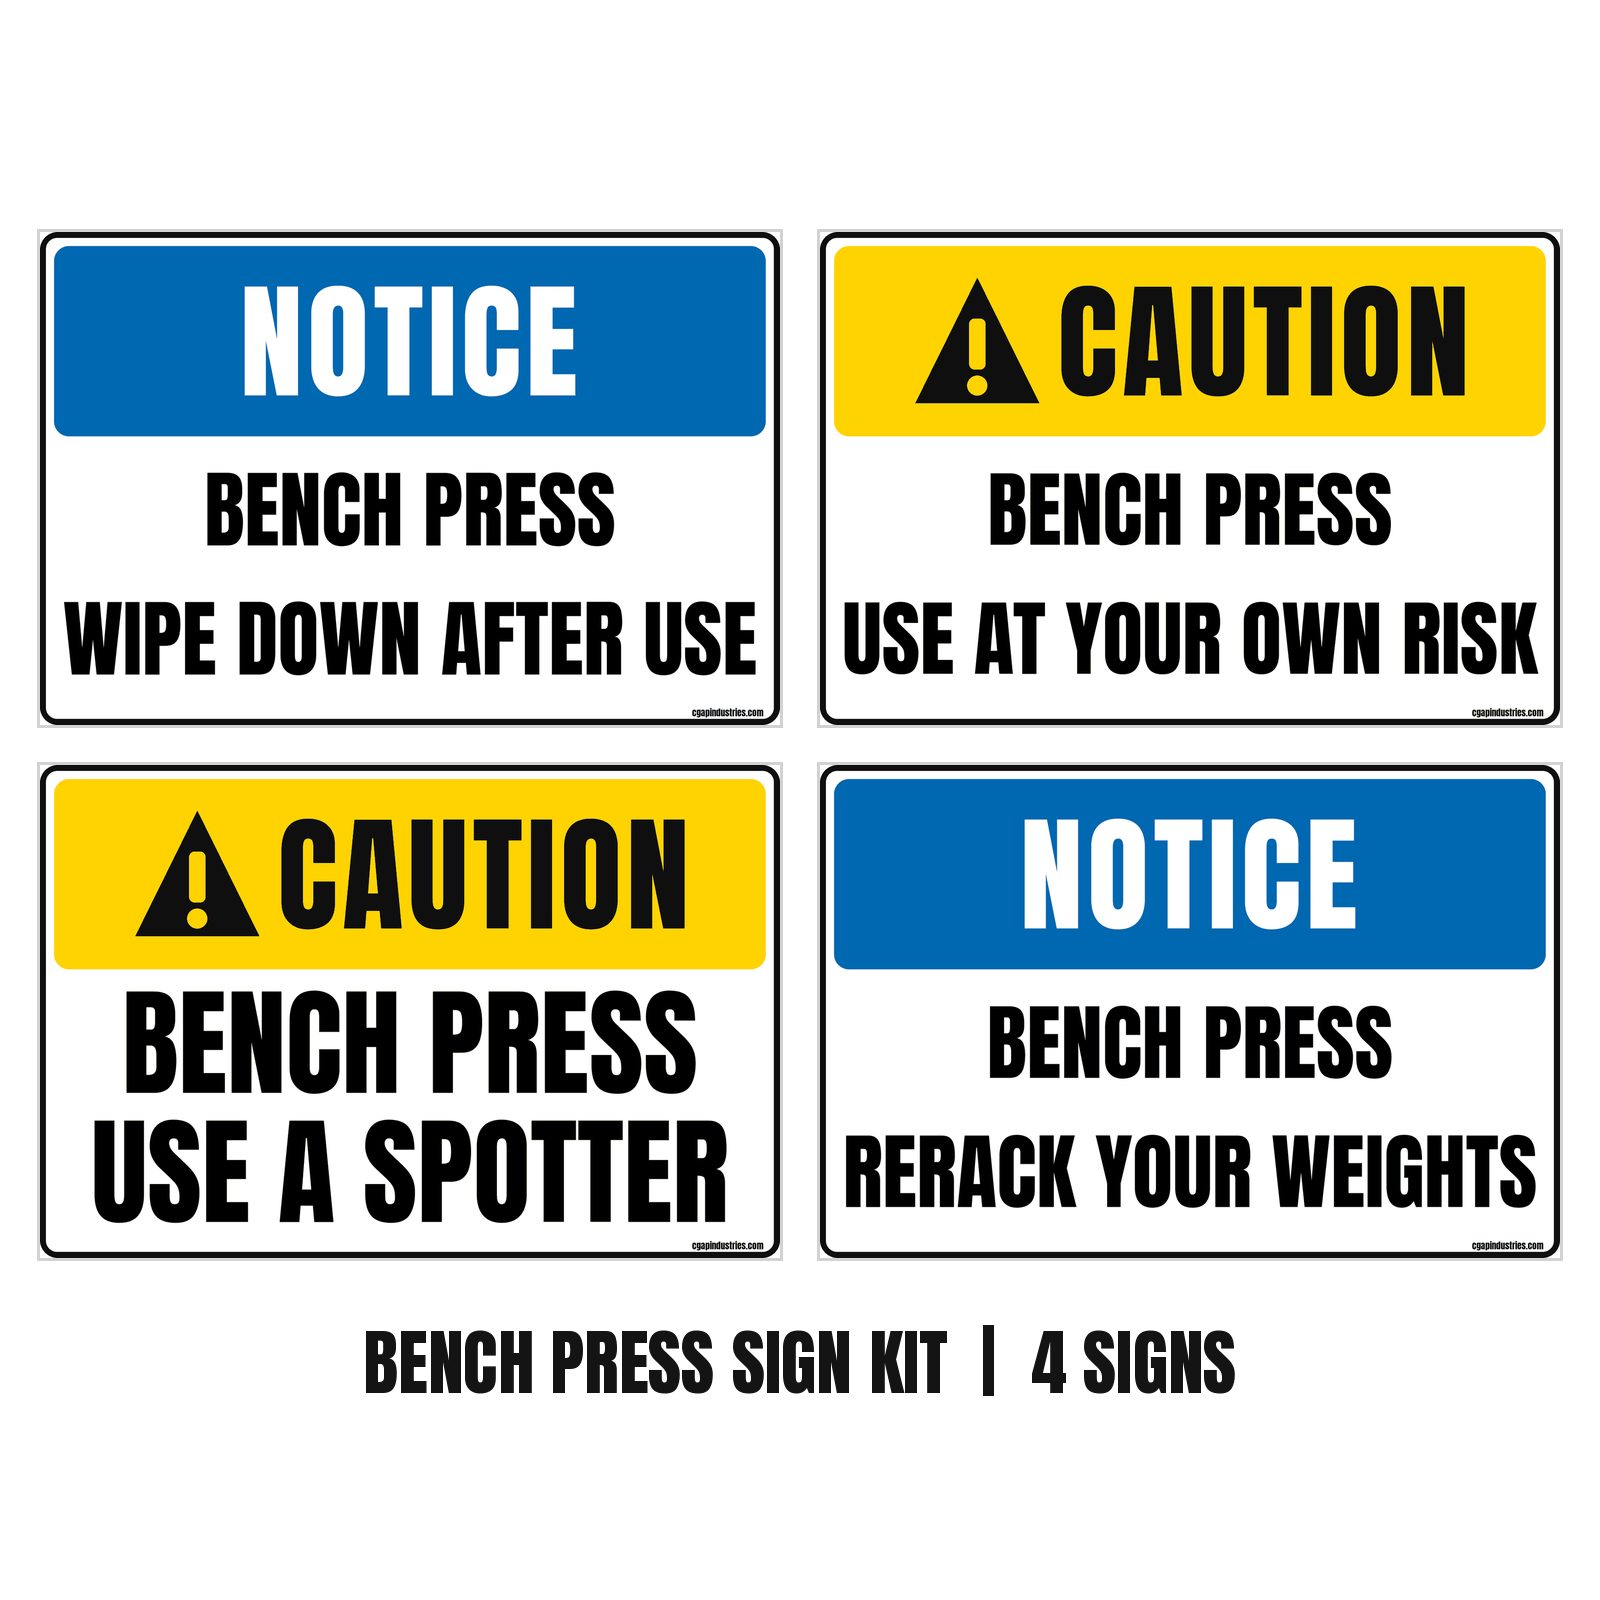 NOTICE
BENCH PRESS
WIPE DOWN AFTER USE
cgapindustries.com
CAUTION
BENCH PRESS
USE AT YOUR OWN RISK
cgapindustries.com
CAUTION
BENCH PRESS
USE A SPOTTER
cgapindustries.com
NOTICE
BENCH PRESS
RERACK YOUR WEIGHTS
cgapindustries.com
BENCH PRESS SIGN KIT | 4 SIGNS